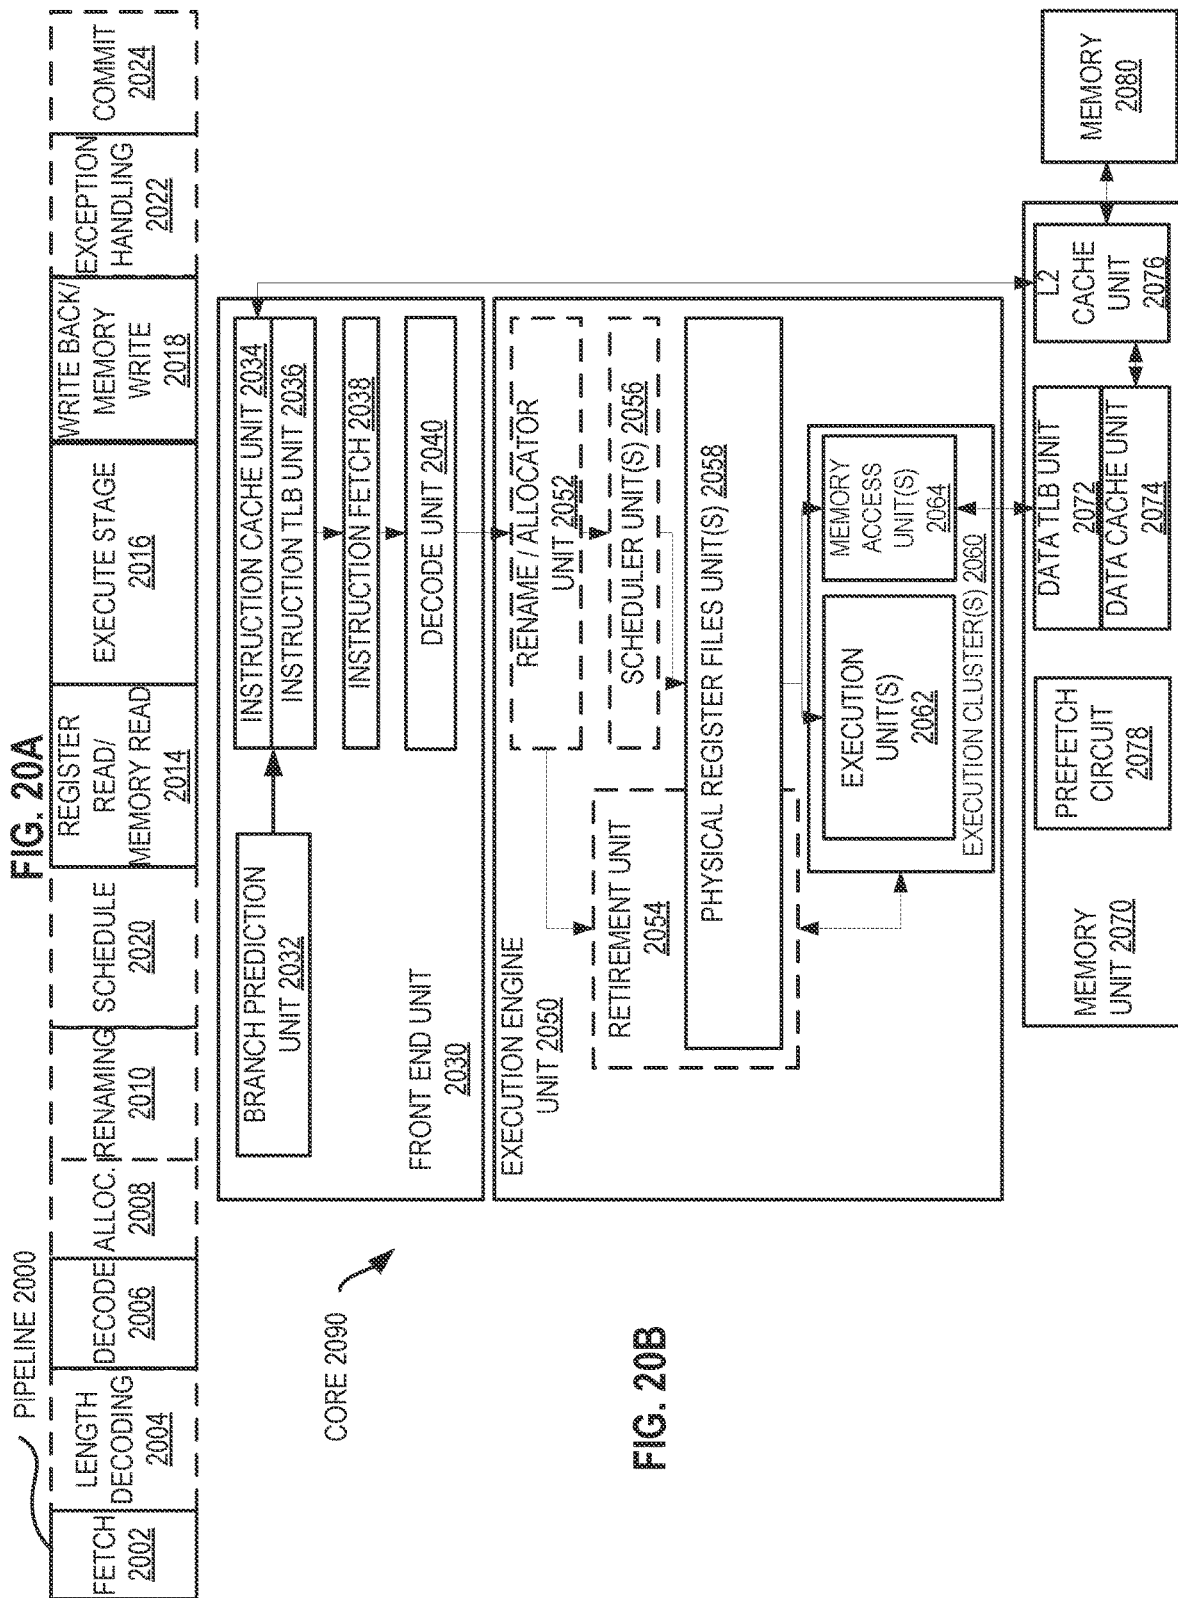 FIG. 20A
PIPELINE 2000
FETCH
2002
LENGTH
DECODING
2004
DECODE
2006
ALLOC.
2008
RENAMING
2010
SCHEDULE
2020
REGISTER
READ/
MEMORY READ
2014
EXECUTE STAGE
2016
WRITE BACK/
MEMORY
WRITE
2018
EXCEPTION
HANDLING
2022
COMMIT
2024
CORE 2090
BRANCH PREDICTION
UNIT 2032
INSTRUCTION CACHE UNIT 2034
INSTRUCTION TLB UNIT 2036
INSTRUCTION FETCH 2038
DECODE UNIT 2040
FRONT END UNIT
2030
EXECUTION ENGINE
UNIT 2050
RENAME / ALLOCATOR
UNIT 2052
SCHEDULER UNIT(S) 2056
RETIREMENT UNIT
2054
PHYSICAL REGISTER FILES UNIT(S) 2058
EXECUTION
UNIT(S)
2062
MEMORY
ACCESS
UNIT(S)
2064
EXECUTION CLUSTER(S) 2060
MEMORY
UNIT 2070
PREFETCH
CIRCUIT
2078
DATA TLB UNIT
2072
DATA CACHE UNIT
2074
L2
CACHE
UNIT
2076
MEMORY
2080
FIG. 20B